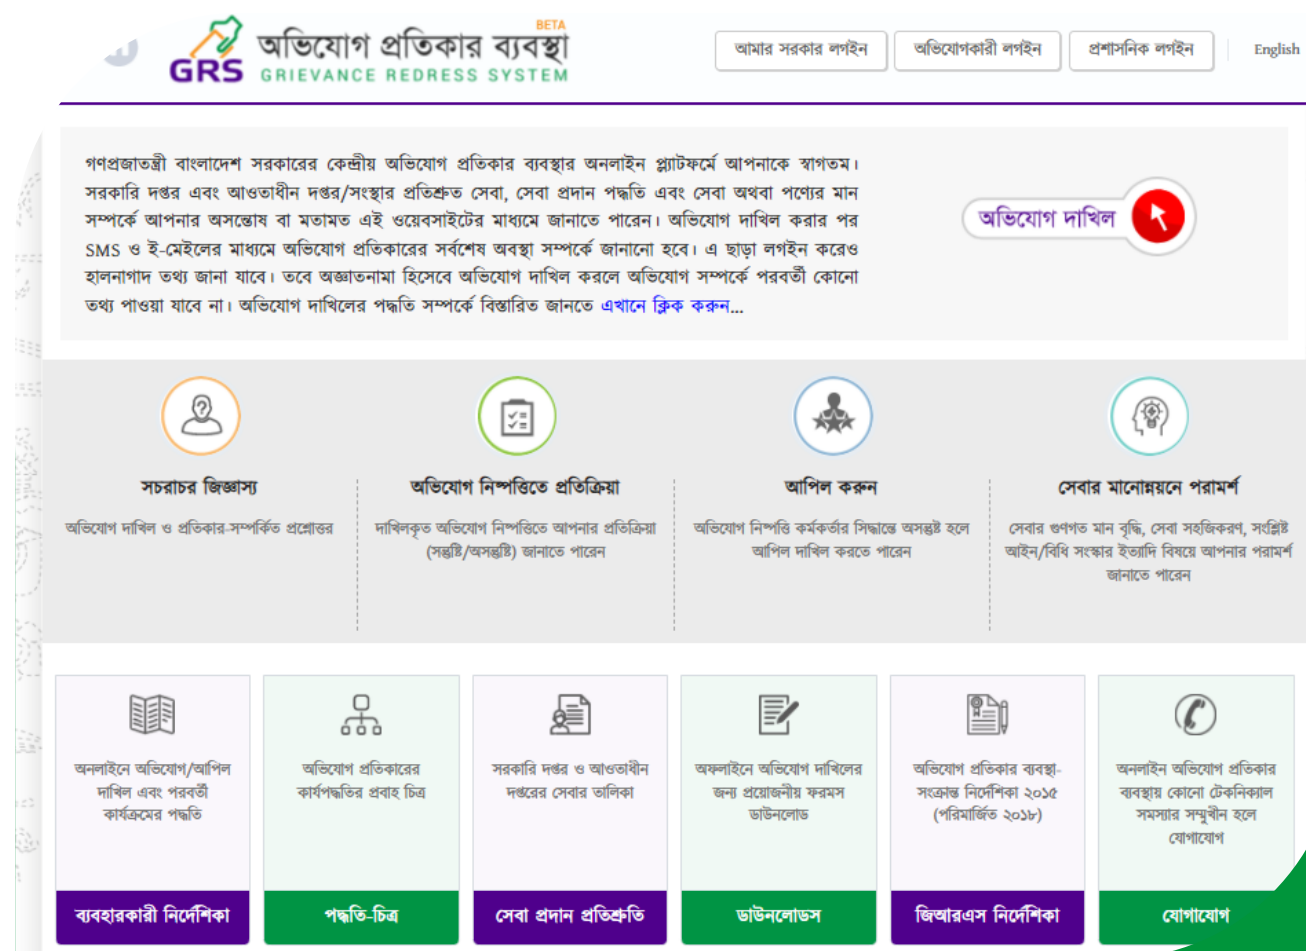 BETA
GRS অভিযোগ প্রতিকার ব্যবস্থা
GRIEVANCE REDRESS SYSTEM
আমার সরকার লগইন
অভিযোগকারী লগইন
প্রশাসনিক লগইন
English
গণপ্রজাতন্ত্রী বাংলাদেশ সরকারের কেন্দ্রীয় অভিযোগ প্রতিকার ব্যবস্থার অনলাইন প্ল্যাটফর্মে আপনাকে স্বাগতম।
সরকারি দপ্তর এবং আওতাধীন দপ্তর/সংস্থার প্রতিশ্রুত সেবা, সেবা প্রদান পদ্ধতি এবং সেবা অথবা পণ্যের মান
সম্পর্কে আপনার অসন্তোষ বা মতামত এই ওয়েবসাইটের মাধ্যমে জানাতে পারেন। অভিযোগ দাখিল করার পর
SMS ও ই-মেইলের মাধ্যমে অভিযোগ প্রতিকারের সর্বশেষ অবস্থা সম্পর্কে জানানো হবে। এ ছাড়া লগইন করেও
হালনাগাদ তথ্য জানা যাবে। তবে অজ্ঞাতনামা হিসেবে অভিযোগ দাখিল করলে অভিযোগ সম্পর্কে পরবর্তী কোনো
তথ্য পাওয়া যাবে না। অভিযোগ দাখিলের পদ্ধতি সম্পর্কে বিস্তারিত জানতে এখানে ক্লিক করুন...
অভিযোগ দাখিল
সচরাচর জিজ্ঞাস্য
অভিযোগ দাখিল ও প্রতিকার-সম্পর্কিত প্রশ্নোত্তর
অভিযোগ নিষ্পত্তিতে প্রতিক্রিয়া
দাখিলকৃত অভিযোগ নিষ্পত্তিতে আপনার প্রতিক্রিয়া
(সন্তুষ্টি/অসন্তুষ্টি) জানাতে পারেন
আপিল করুন
অভিযোগ নিষ্পত্তি কর্মকর্তার সিদ্ধান্তে অসন্তুষ্ট হলে
আপিল দাখিল করতে পারেন
সেবার মানোন্নয়নে পরামর্শ
সেবার গুণগত মান বৃদ্ধি, সেবা সহজিকরণ, সংশ্লিষ্ট
আইন/বিধি সংস্কার ইত্যাদি বিষয়ে আপনার পরামর্শ
জানাতে পারেন
অনলাইনে অভিযোগ/আপিল
দাখিল এবং পরবর্তী
কার্যক্রমের পদ্ধতি
ব্যবহারকারী নির্দেশিকা
অভিযোগ প্রতিকারের
কার্যপদ্ধতির প্রবাহ চিত্র
পদ্ধতি-চিত্র
সরকারি দপ্তর ও আওতাধীন
দপ্তরের সেবার তালিকা
সেবা প্রদান প্রতিশ্রুতি
অফলাইনে অভিযোগ দাখিলের
জন্য প্রয়োজনীয় ফরমস
ডাউনলোড
ডাউনলোডস
অভিযোগ প্রতিকার ব্যবস্থা-
সংক্রান্ত নির্দেশিকা ২০১৫
(পরিমার্জিত ২০১৮)
জিআরএস নির্দেশিকা
অনলাইন অভিযোগ প্রতিকার
ব্যবস্থায় কোনো টেকনিক্যাল
সমস্যার সম্মুখীন হলে
যোগাযোগ
যোগাযোগ